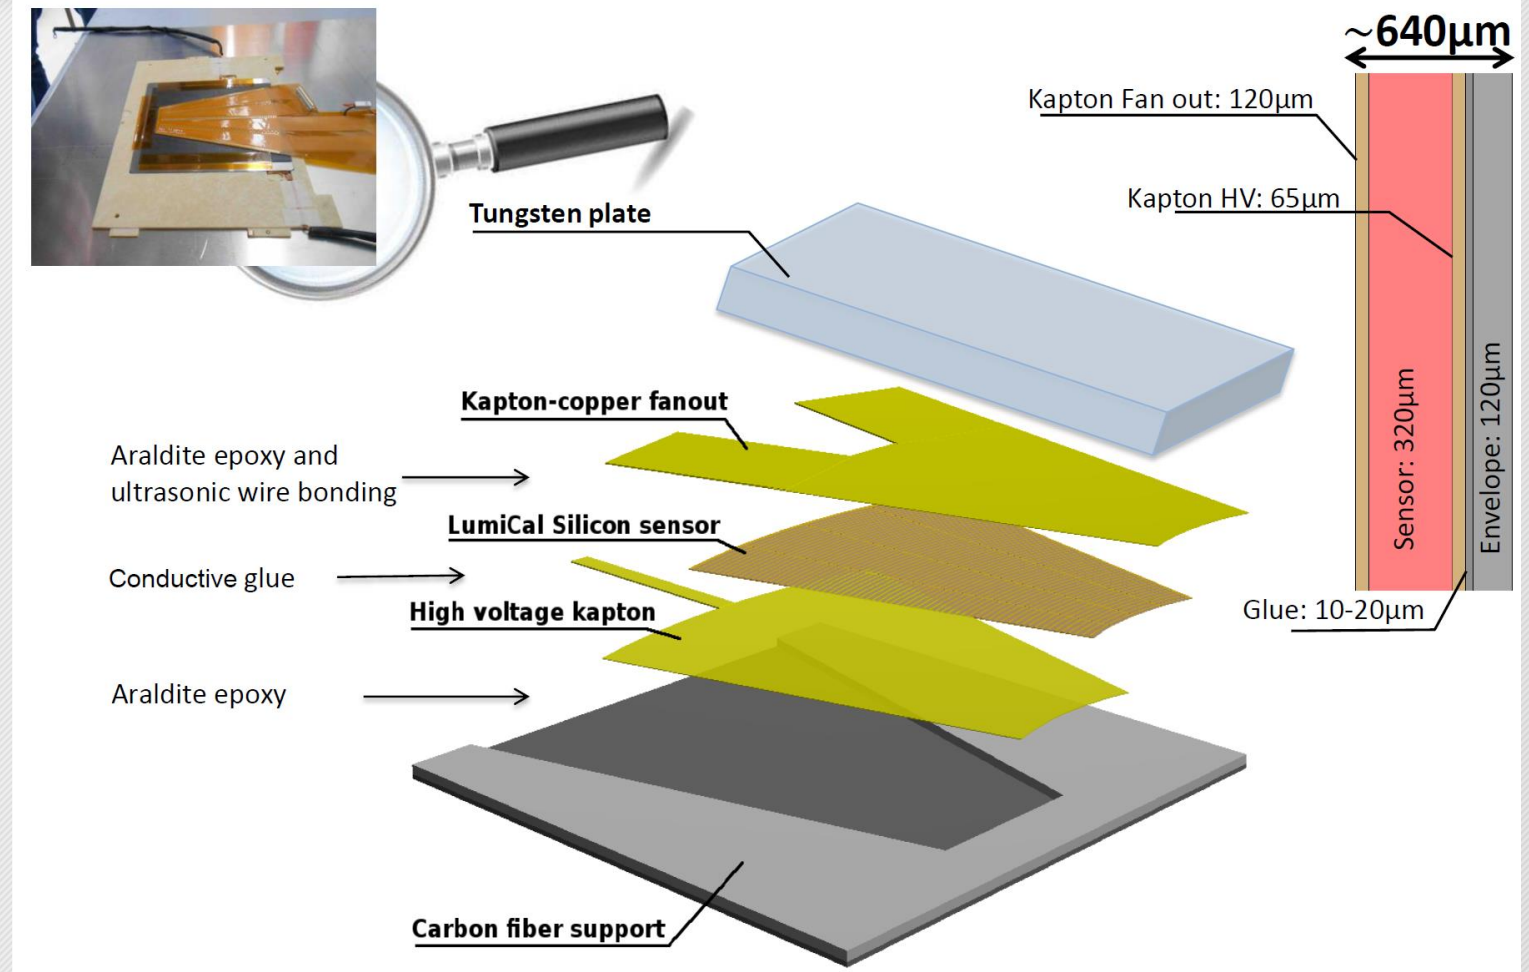 ~640µm
Kapton Fan out: 120µm
Kapton HV: 65µm
Tungsten plate
Kapton-copper fanout
Araldite epoxy and
ultrasonic wire bonding
LumiCal Silicon sensor
Conductive glue
High voltage kapton
Araldite epoxy
Carbon fiber support
Sensor: 320µm
Envelope: 120µm
Glue: 10-20µm